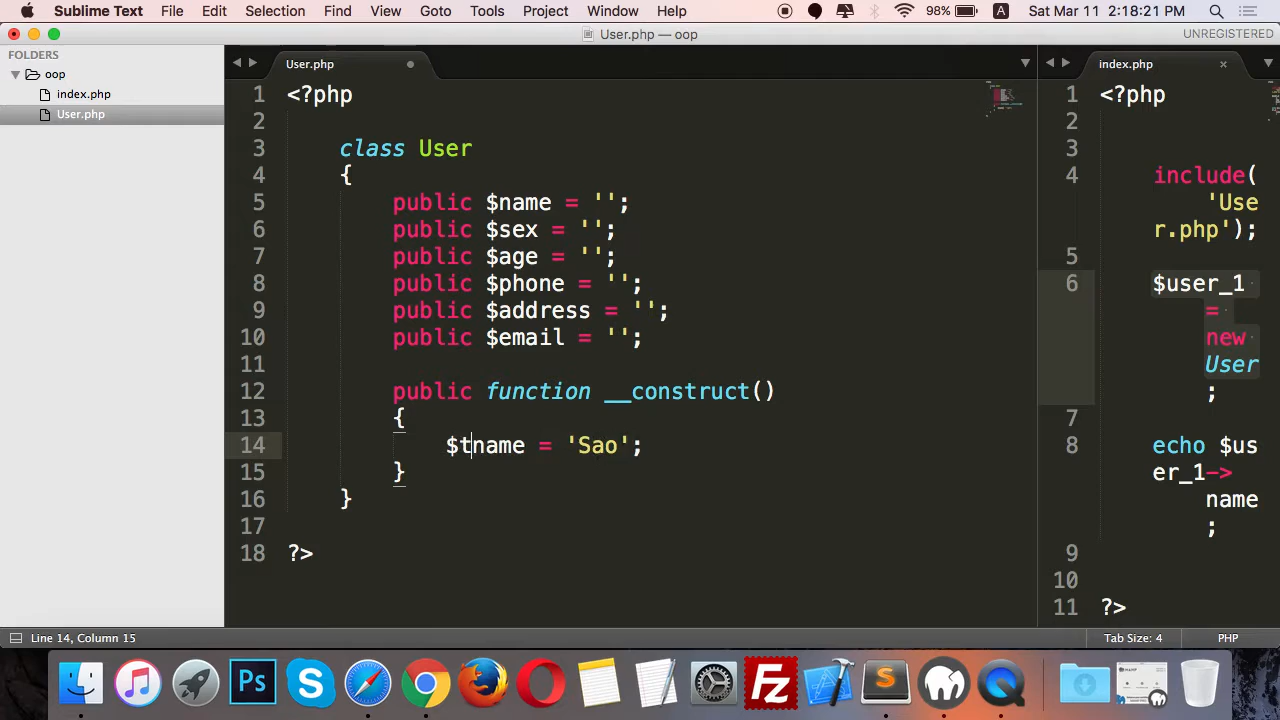 Sublime Text File Edit Selection Find View Goto Tools Project Window Help 98% A Sat Mar 11 2:18:21 PM
User.php — oop UNREGISTERED
FOLDERS
oop
index.php
User.php
User.php
1 <?php
2
3 class User
4 {
5 public $name = '';
6 public $sex = '';
7 public $age = '';
8 public $phone = '';
9 public $address = '';
10 public $email = '';
11
12 public function __construct()
13 {
14 $tname = 'Sao';
15 }
16 }
17
18 ?>
index.php
1 <?php
2
3
4 include(
'Use
r.php');
5
6 $user_1
=
new
User
;
7
8 echo $us
er_1->
name
;
9
10
11 ?>
Line 14, Column 15 Tab Size: 4 PHP
Ps
S
Fz
S